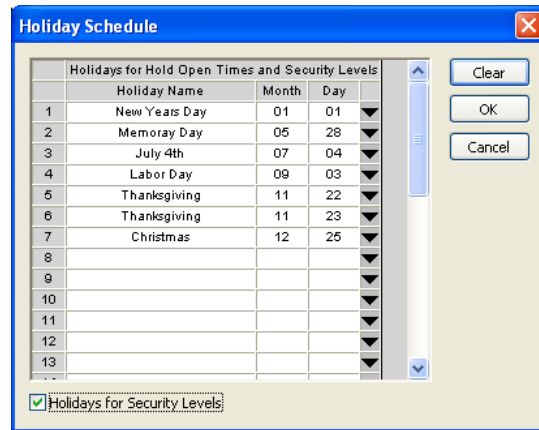 Holiday Schedule
Holidays for Hold Open Times and Security Levels
Holiday Name Month Day
1 New Years Day 01 01
2 Memoray Day 05 28
3 July 4th 07 04
4 Labor Day 09 03
5 Thanksgiving 11 22
6 Thanksgiving 11 23
7 Christmas 12 25
8
9
10
11
12
13
Clear
OK
Cancel
Holidays for Security Levels